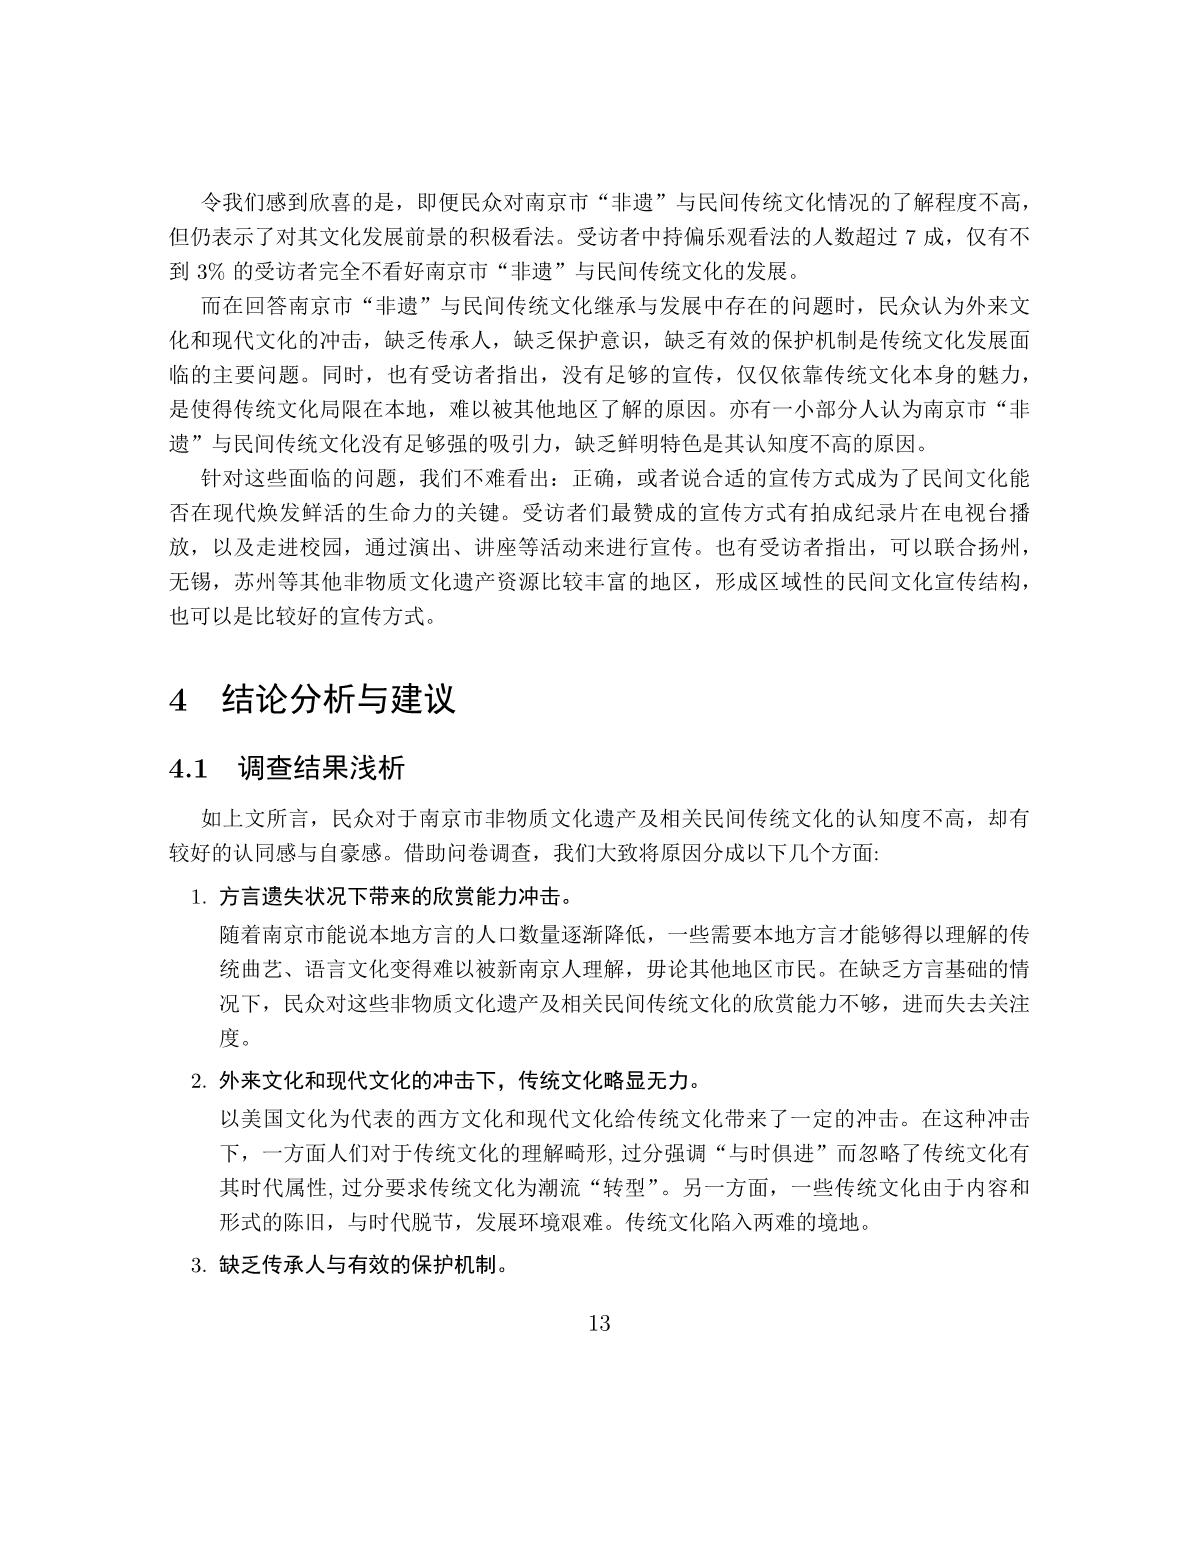 令我们感到欣喜的是，即便民众对南京市“非遗”与民间传统文化情况的了解程度不高，
但仍表示了对其文化发展前景的积极看法。受访者中持偏乐观看法的人数超过 7 成，仅有不
到 3% 的受访者完全不看好南京市“非遗”与民间传统文化的发展。
而在回答南京市“非遗”与民间传统文化继承与发展中存在的问题时，民众认为外来文
化和现代文化的冲击，缺乏传承人，缺乏保护意识，缺乏有效的保护机制是传统文化发展面
临的主要问题。同时，也有受访者指出，没有足够的宣传，仅仅依靠传统文化本身的魅力，
是使得传统文化局限在本地，难以被其他地区了解的原因。亦有一小部分人认为南京市“非
遗”与民间传统文化没有足够强的吸引力，缺乏鲜明特色是其认知度不高的原因。
针对这些面临的问题，我们不难看出：正确，或者说合适的宣传方式成为了民间文化能
否在现代焕发鲜活的生命力的关键。受访者们最赞成的宣传方式有拍成纪录片在电视台播
放，以及走进校园，通过演出、讲座等活动来进行宣传。也有受访者指出，可以联合扬州，
无锡，苏州等其他非物质文化遗产资源比较丰富的地区，形成区域性的民间文化宣传结构，
也可以是比较好的宣传方式。
4 结论分析与建议
4.1 调查结果浅析
如上文所言，民众对于南京市非物质文化遗产及相关民间传统文化的认知度不高，却有
较好的认同感与自豪感。借助问卷调查，我们大致将原因分成以下几个方面:
1. 方言遗失状况下带来的欣赏能力冲击。
随着南京市能说本地方言的人口数量逐渐降低，一些需要本地方言才能够得以理解的传
统曲艺、语言文化变得难以被新南京人理解，毋论其他地区市民。在缺乏方言基础的情
况下，民众对这些非物质文化遗产及相关民间传统文化的欣赏能力不够，进而失去关注
度。
2. 外来文化和现代文化的冲击下，传统文化略显无力。
以美国文化为代表的西方文化和现代文化给传统文化带来了一定的冲击。在这种冲击
下，一方面人们对于传统文化的理解畸形, 过分强调“与时俱进”而忽略了传统文化有
其时代属性, 过分要求传统文化为潮流“转型”。另一方面，一些传统文化由于内容和
形式的陈旧，与时代脱节，发展环境艰难。传统文化陷入两难的境地。
3. 缺乏传承人与有效的保护机制。
13